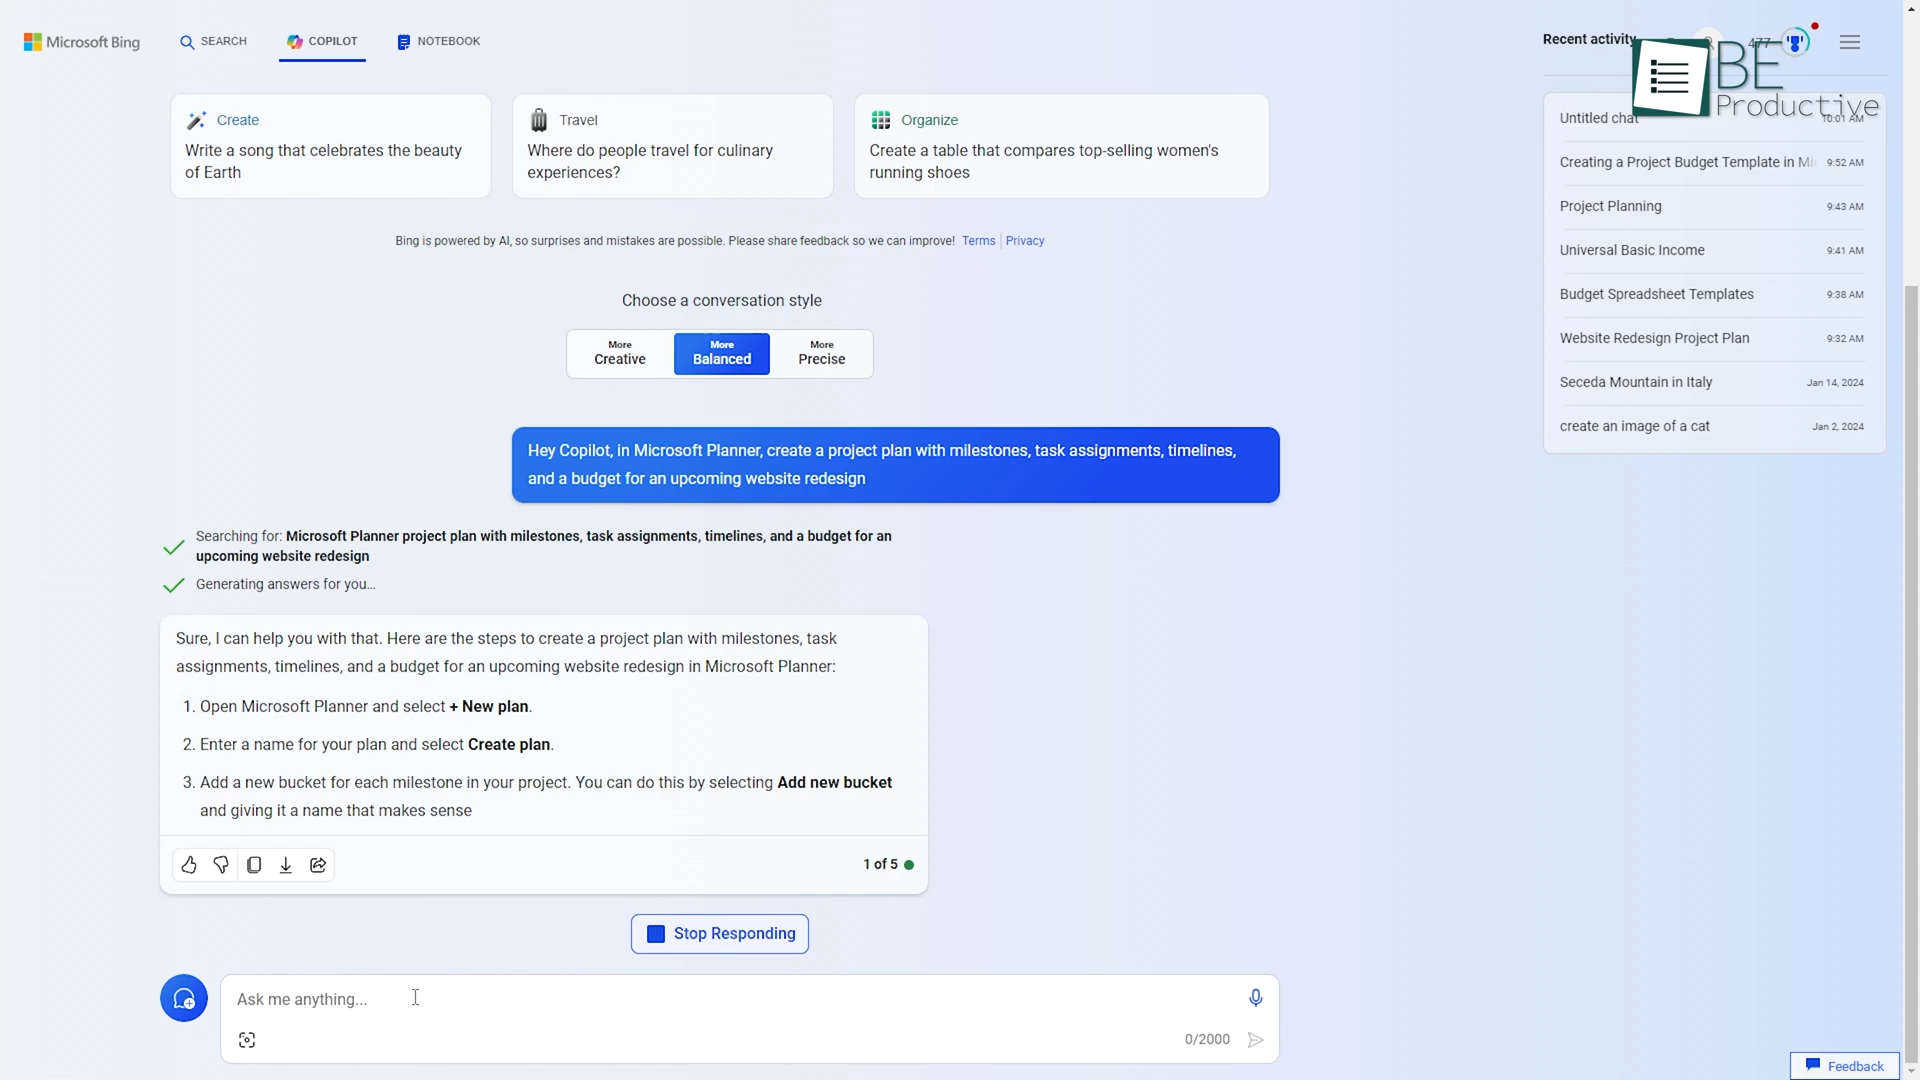 Microsoft Bing
SEARCH
COPILOT
NOTEBOOK
Recent activity
477
BE
Productive
Create
Write a song that celebrates the beauty
of Earth
Travel
Where do people travel for culinary
experiences?
Organize
Create a table that compares top-selling women's
running shoes
Bing is powered by AI, so surprises and mistakes are possible. Please share feedback so we can improve! Terms Privacy
Choose a conversation style
More
Creative
More
Balanced
More
Precise
Hey Copilot, in Microsoft Planner, create a project plan with milestones, task assignments, timelines,
and a budget for an upcoming website redesign
Searching for: Microsoft Planner project plan with milestones, task assignments, timelines, and a budget for an
upcoming website redesign
Generating answers for you...
Sure, I can help you with that. Here are the steps to create a project plan with milestones, task
assignments, timelines, and a budget for an upcoming website redesign in Microsoft Planner:
1. Open Microsoft Planner and select + New plan.
2. Enter a name for your plan and select Create plan.
3. Add a new bucket for each milestone in your project. You can do this by selecting Add new bucket
and giving it a name that makes sense
1 of 5
Stop Responding
Ask me anything...
0/2000
Untitled chat 10:01 AM
Creating a Project Budget Template in Mic 9:52 AM
Project Planning 9:43 AM
Universal Basic Income 9:41 AM
Budget Spreadsheet Templates 9:38 AM
Website Redesign Project Plan 9:32 AM
Seceda Mountain in Italy Jan 14, 2024
create an image of a cat Jan 2, 2024
Feedback